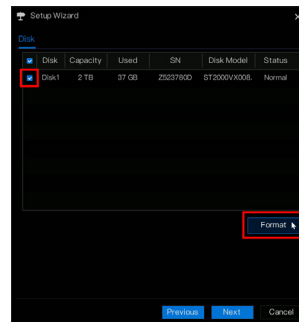 Setup Wizard
Disk
Disk Capacity Used SN Disk Model Status
Disk1 2 TB 37 GB Z523780D ST2000VX008. Normal
Format
Previous Next Cancel